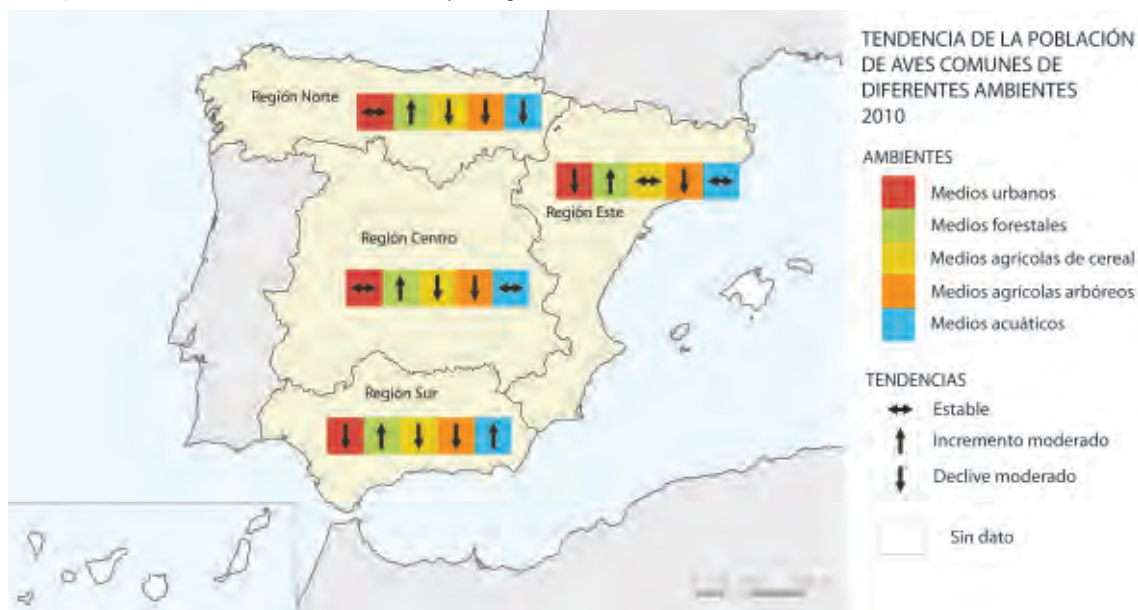 TENDENCIA DE LA POBLACIÓN
DE AVES COMUNES DE
DIFERENTES AMBIENTES
2010
AMBIENTES
Medios urbanos
Medios forestales
Medios agrícolas de cereal
Medios agrícolas arbóreos
Medios acuáticos
TENDENCIAS
Estable
Incremento moderado
Declive moderado
Sin dato
Región Norte
Región Este
Región Centro
Región Sur